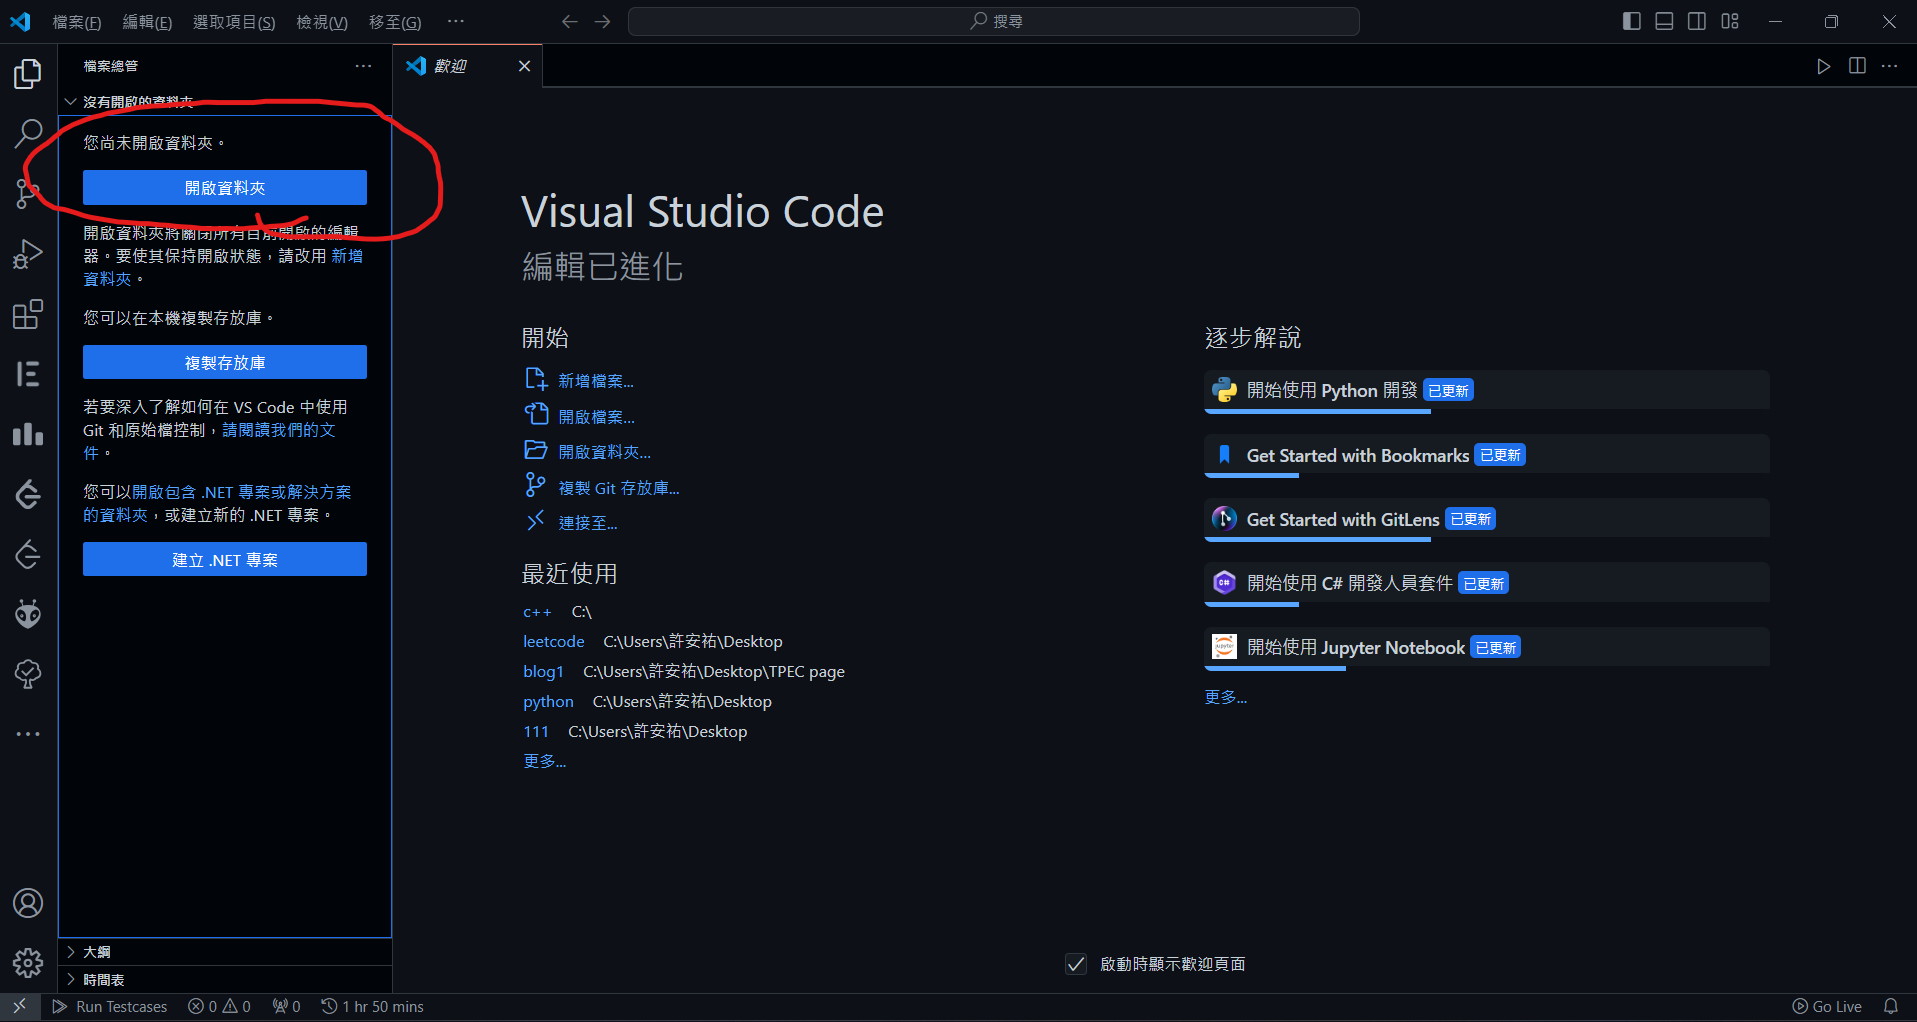 檔案(F) 編輯(E) 選取項目(S) 檢視(V) 移至(G) ···
搜尋
檔案總管
沒有開啟的資料夾
您尚未開啟資料夾。
開啟資料夾
開啟資料夾將關閉所有目前開啟的編輯
器。要使其保持開啟狀態，請改用 新增
資料夾。
您可以在本機複製存放庫。
複製存放庫
若要深入了解如何在 VS Code 中使用
Git 和原始檔控制，請閱讀我們的文
件。
您可以開啟包含 .NET 專案或解決方案
的資料夾，或建立新的 .NET 專案。
建立 .NET 專案
大綱
時間表
歡迎
Visual Studio Code
編輯已進化
開始
新增檔案...
開啟檔案...
開啟資料夾...
複製 Git 存放庫...
連接至...
最近使用
c++ C:\
leetcode C:\Users\許安祐\Desktop
blog1 C:\Users\許安祐\Desktop\TPEC page
python C:\Users\許安祐\Desktop
111 C:\Users\許安祐\Desktop
更多...
逐步解說
開始使用 Python 開發 已更新
Get Started with Bookmarks 已更新
Get Started with GitLens 已更新
C# 開始使用 C# 開發人員套件 已更新
Jupyter 開始使用 Jupyter Notebook 已更新
更多...
啟動時顯示歡迎頁面
Run Testcases 0 0 0 1 hr 50 mins
Go Live